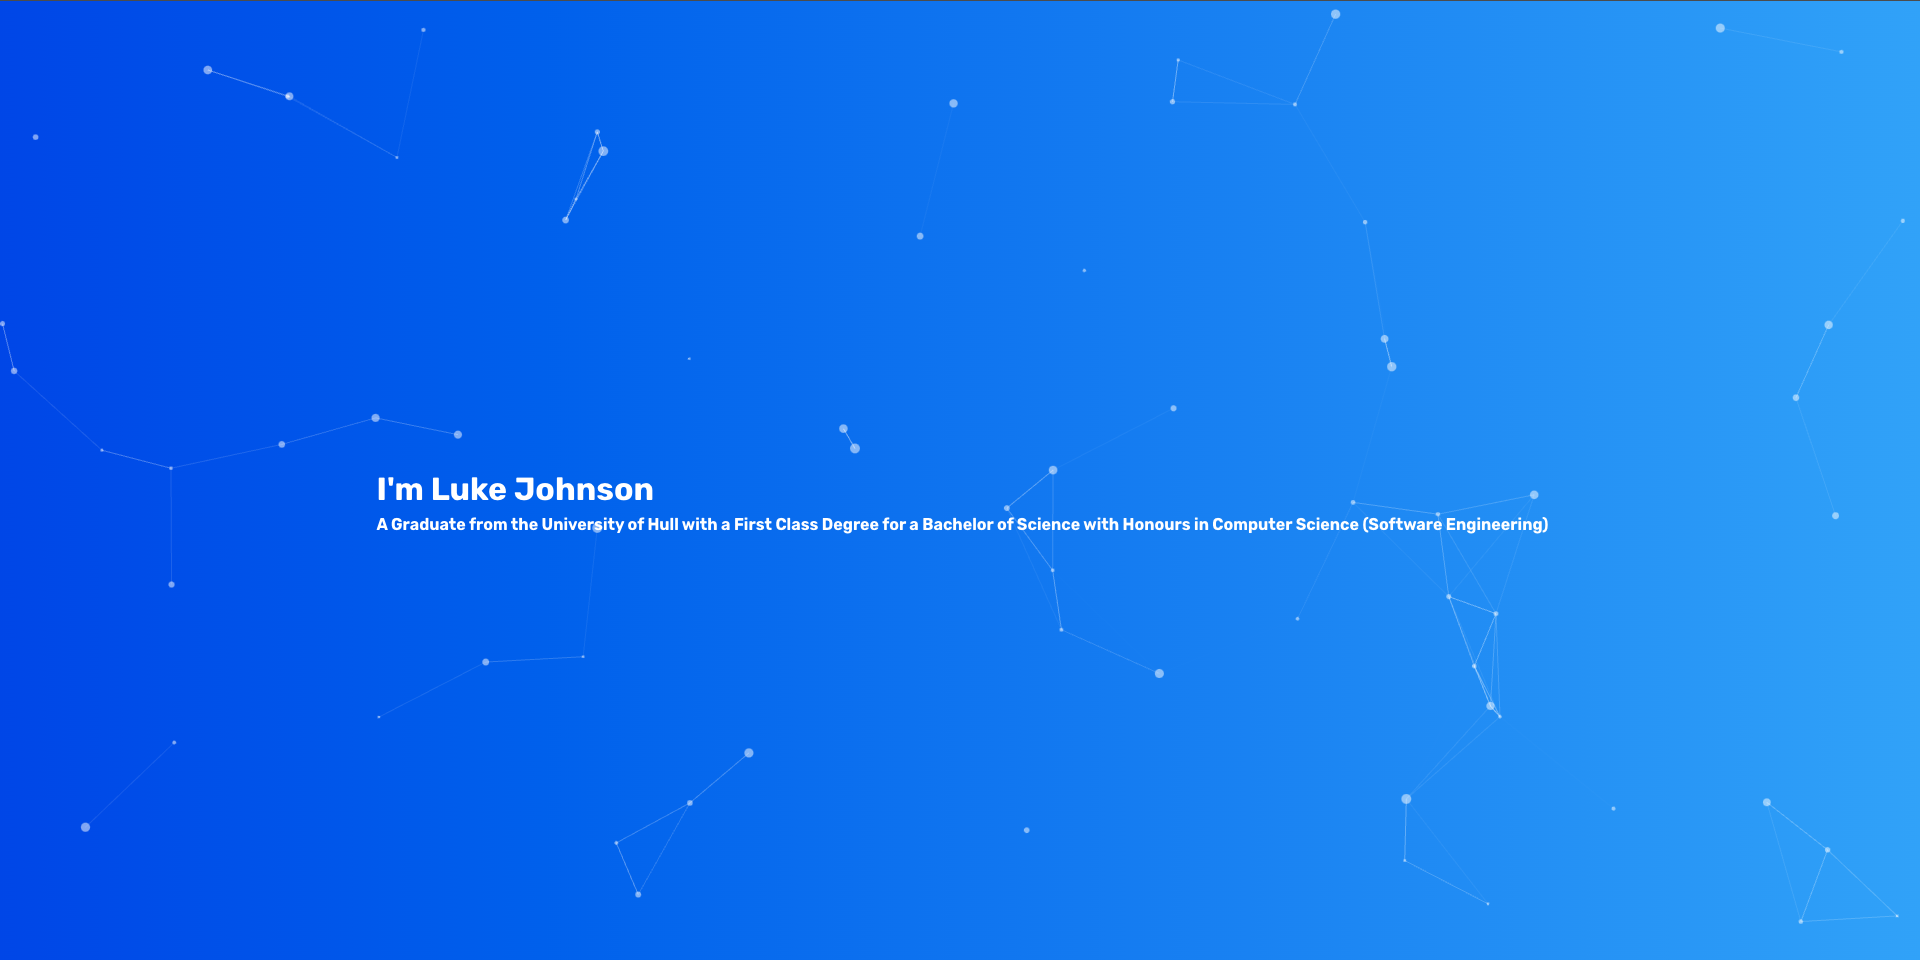 I'm Luke Johnson
A Graduate from the University of Hull with a First Class Degree for a Bachelor of Science with Honours in Computer Science (Software Engineering)